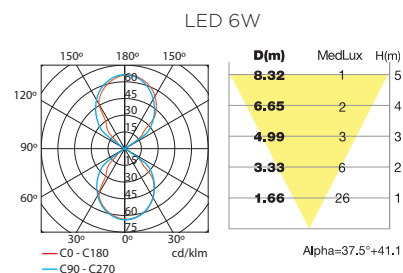 LED 6W
150º 180º 150º
120º
90º
60º
30º 0º 30º
60
45
30
15
15
30
45
60
75
cd/klm
C0 - C180
C90 - C270
D(m) MedLux H(m)
8.32 1 5
6.65 2 4
4.99 3 3
3.33 6 2
1.66 26 1
Alpha=37.5°+41.1